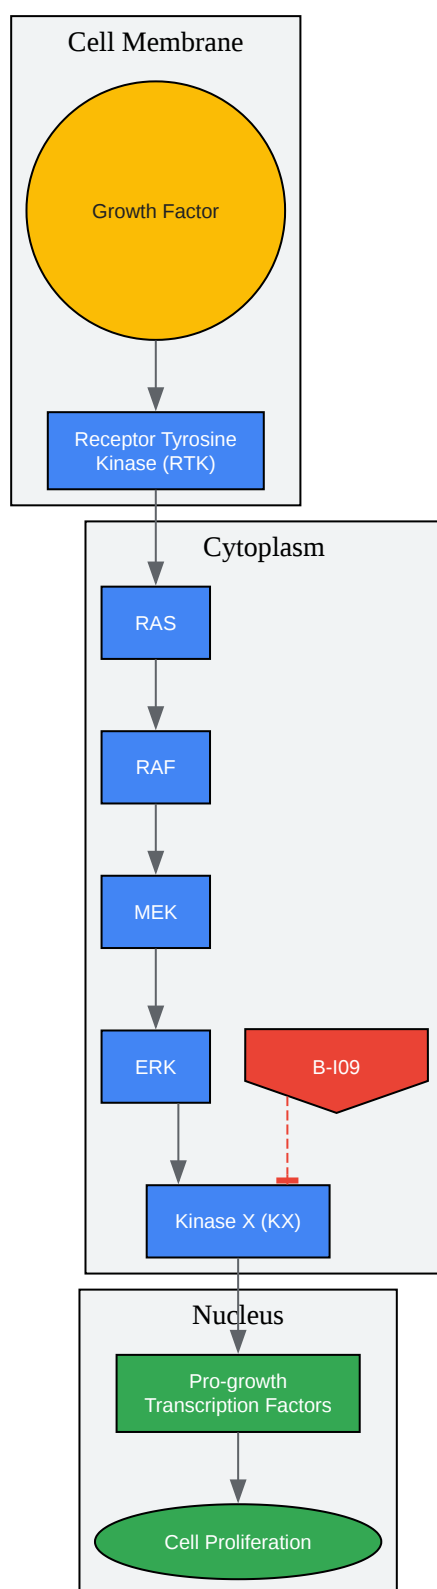 Cell Membrane
Growth Factor
Receptor Tyrosine
Kinase (RTK)
Cytoplasm
RAS
RAF
MEK
ERK
B-I09
Kinase X (KX)
Nucleus
Pro-growth
Transcription Factors
Cell Proliferation